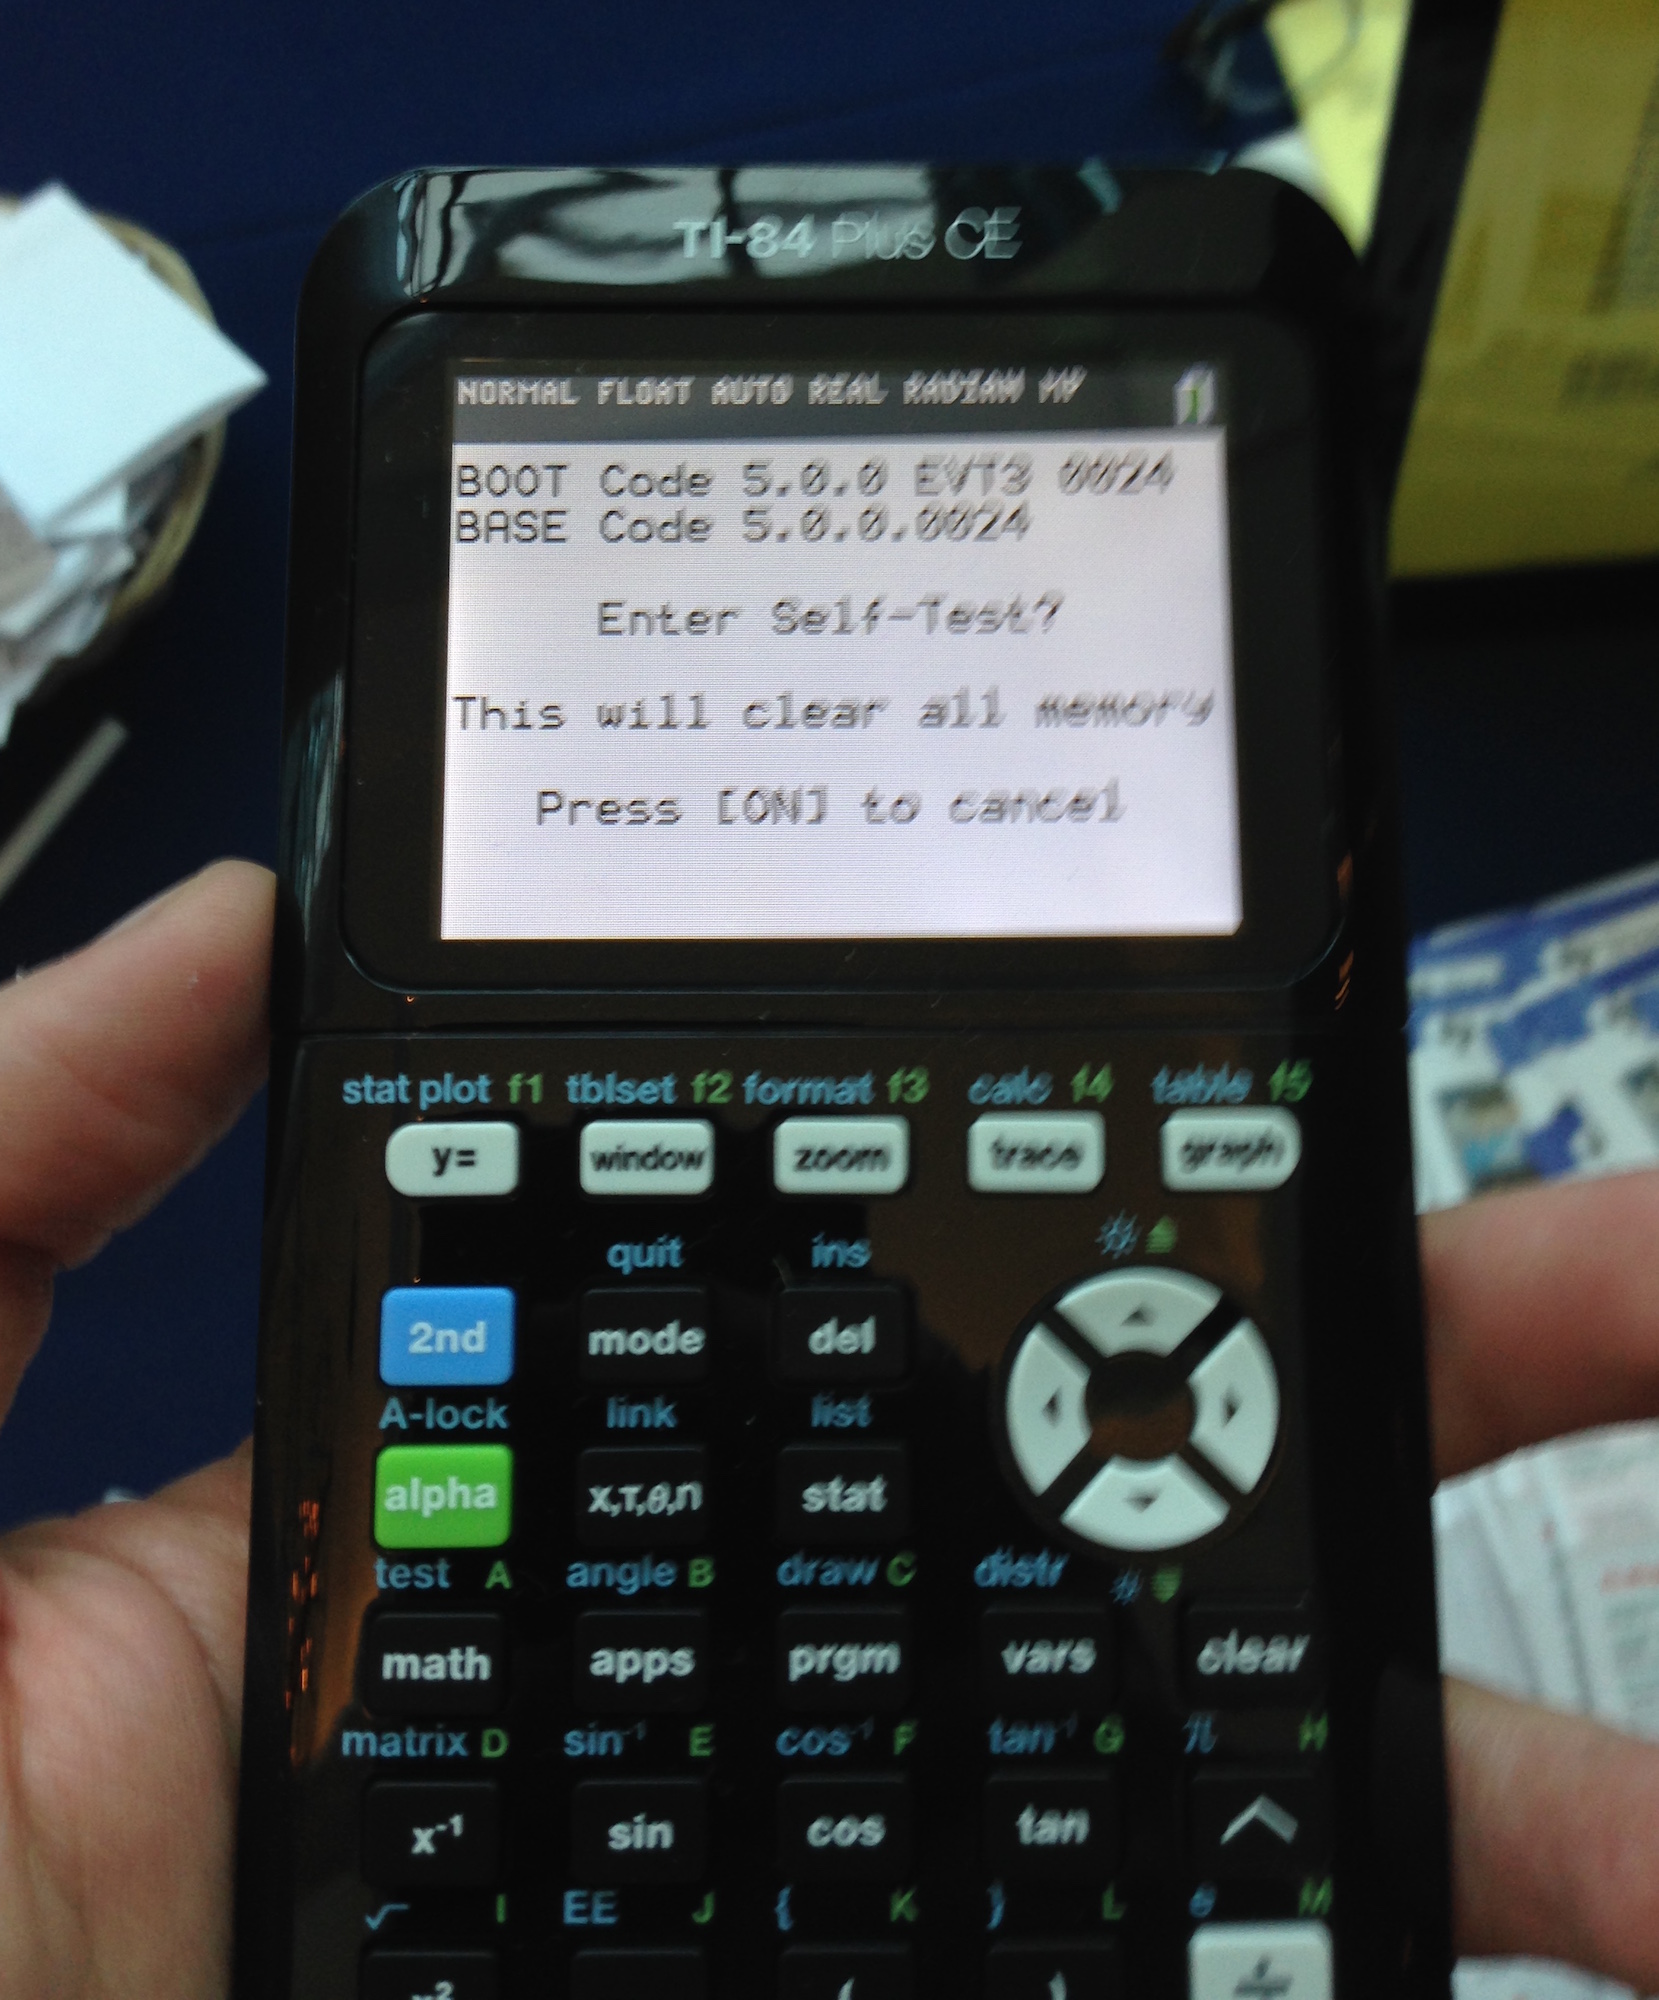 TI-84 Plus CE
NORMAL FLOAT AUTO REAL RADIAN MP
BOOT Code 5.0.0 EVT3 0024
BASE Code 5.0.0.0024
Enter Self-Test?
This will clear all memory
Press [ON] to cancel
stat plot f1 tblset f2 format f3 calc f4 table f5
y= window zoom trace graph
quit ins
2nd mode del
A-lock link list
alpha x,T,θ,n stat
test A angle B draw C distr
math apps prgm vars clear
matrix D sin⁻¹ E cos⁻¹ F tan⁻¹ G π H
x⁻¹ sin cos tan ^
√ I EE J { K } L e M
x² ( ) ÷